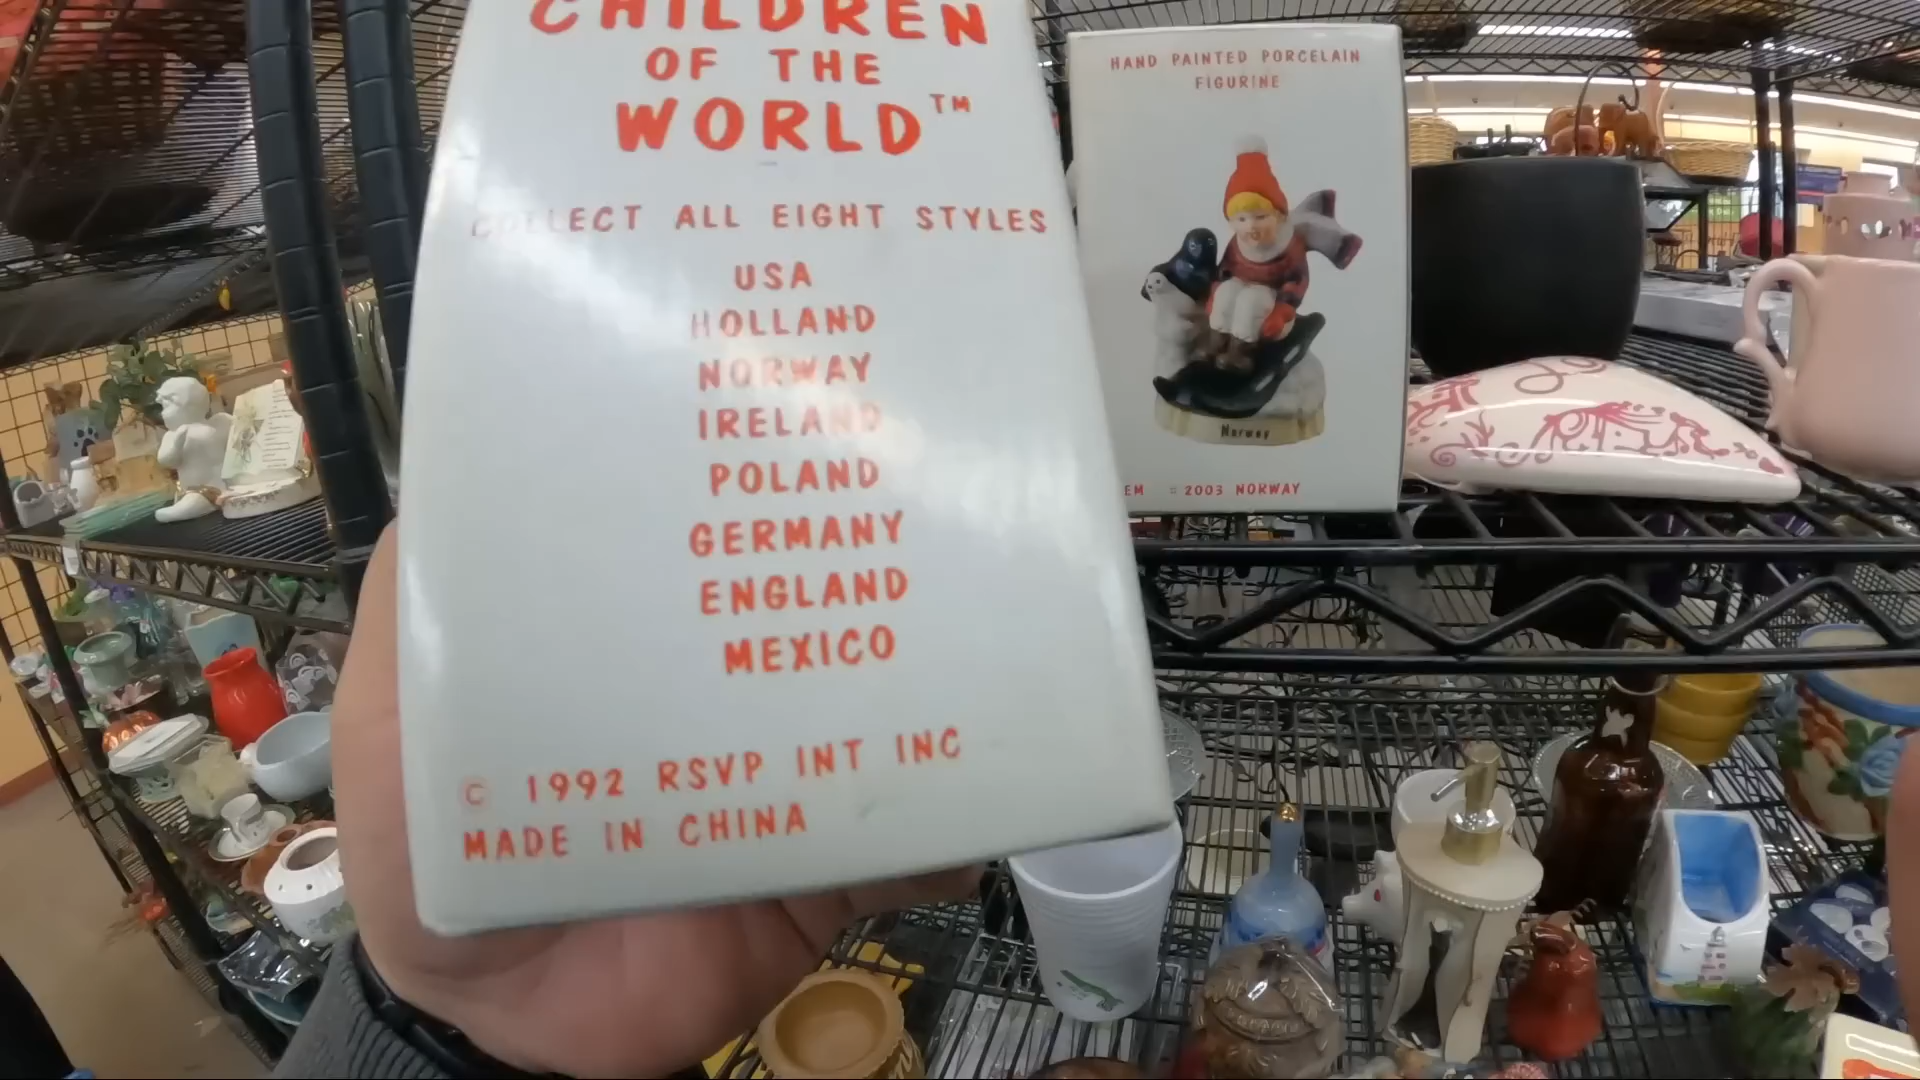 CHILDREN
OF THE
WORLD™
COLLECT ALL EIGHT STYLES
USA
HOLLAND
NORWAY
IRELAND
POLAND
GERMANY
ENGLAND
MEXICO
© 1992 RSVP INT INC
MADE IN CHINA
HAND PAINTED PORCELAIN
FIGURINE
Norway
EM = 2003 NORWAY